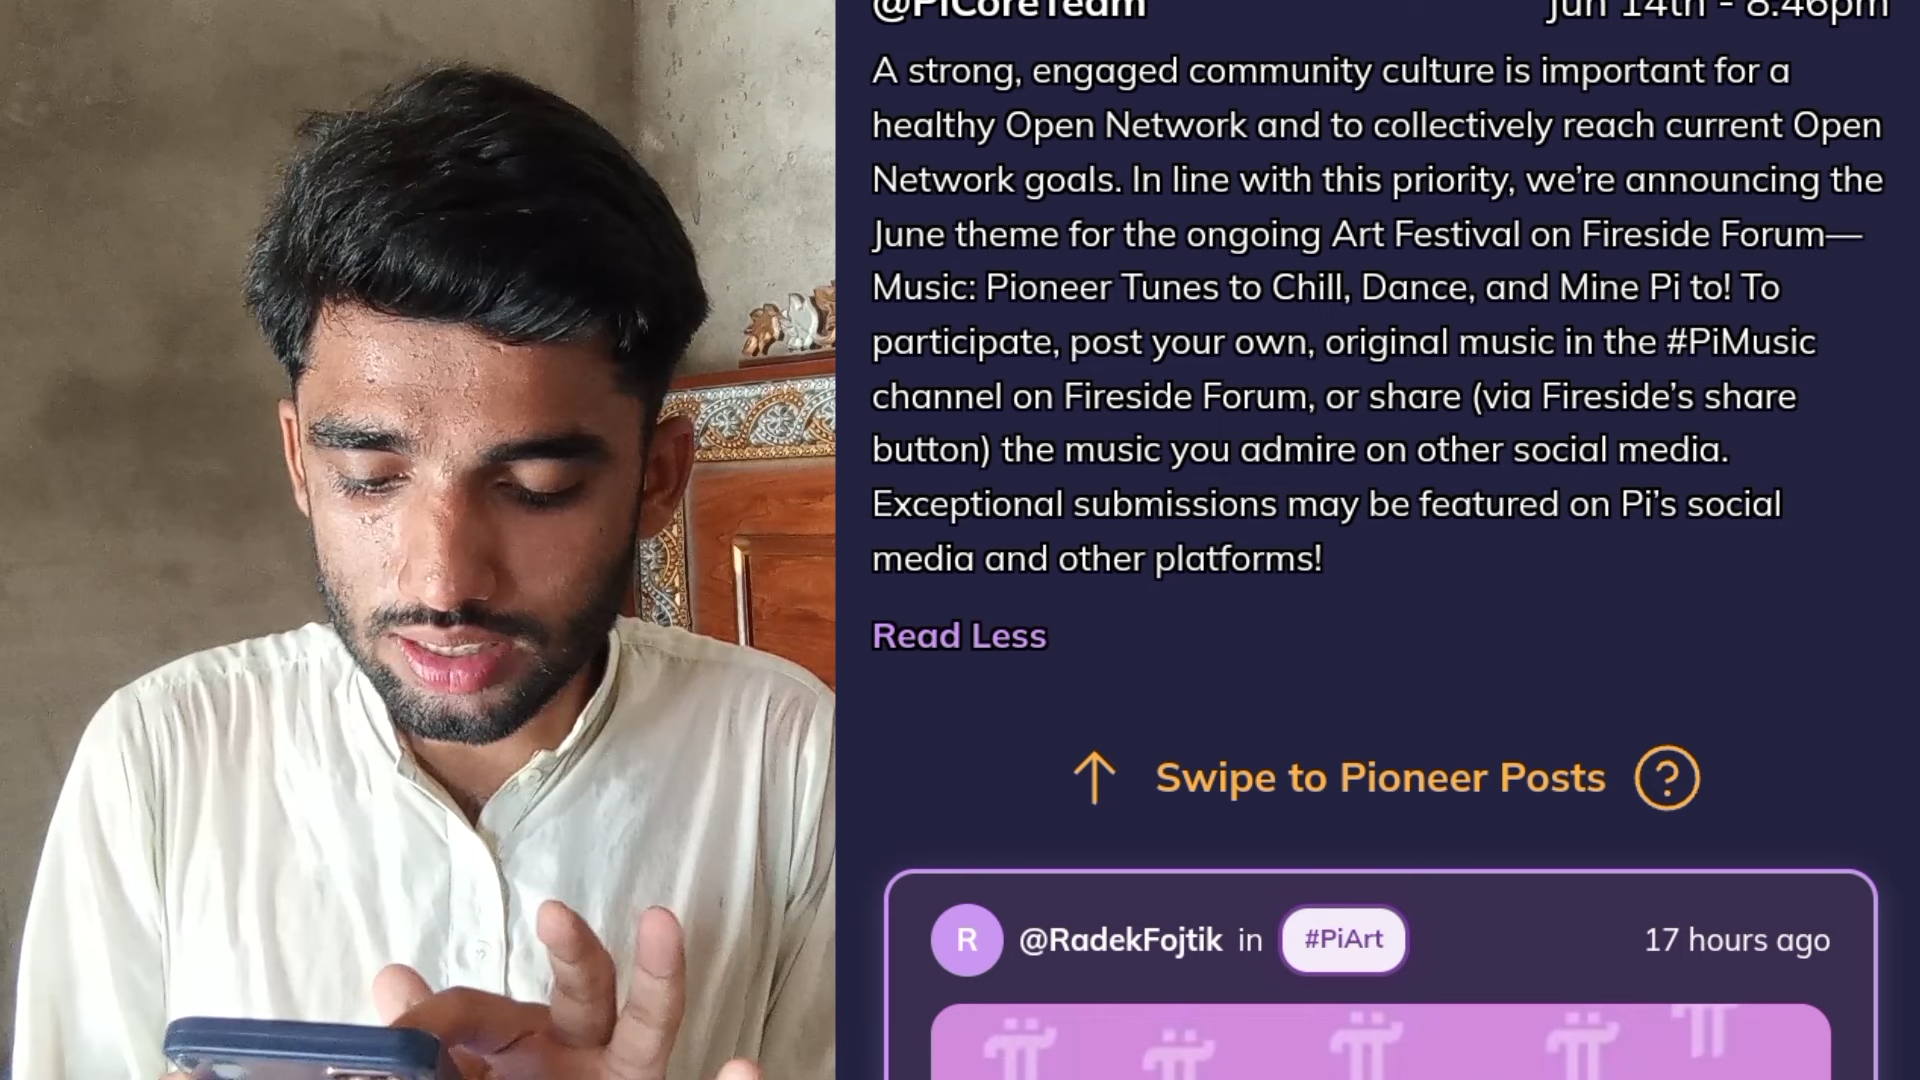 @PiCoreTeam
Jun 14th - 8:46pm
A strong, engaged community culture is important for a
healthy Open Network and to collectively reach current Open
Network goals. In line with this priority, we’re announcing the
June theme for the ongoing Art Festival on Fireside Forum—
Music: Pioneer Tunes to Chill, Dance, and Mine Pi to! To
participate, post your own, original music in the #PiMusic
channel on Fireside Forum, or share (via Fireside’s share
button) the music you admire on other social media.
Exceptional submissions may be featured on Pi’s social
media and other platforms!
Read Less
Swipe to Pioneer Posts ?
R @RadekFojtik in #PiArt 17 hours ago